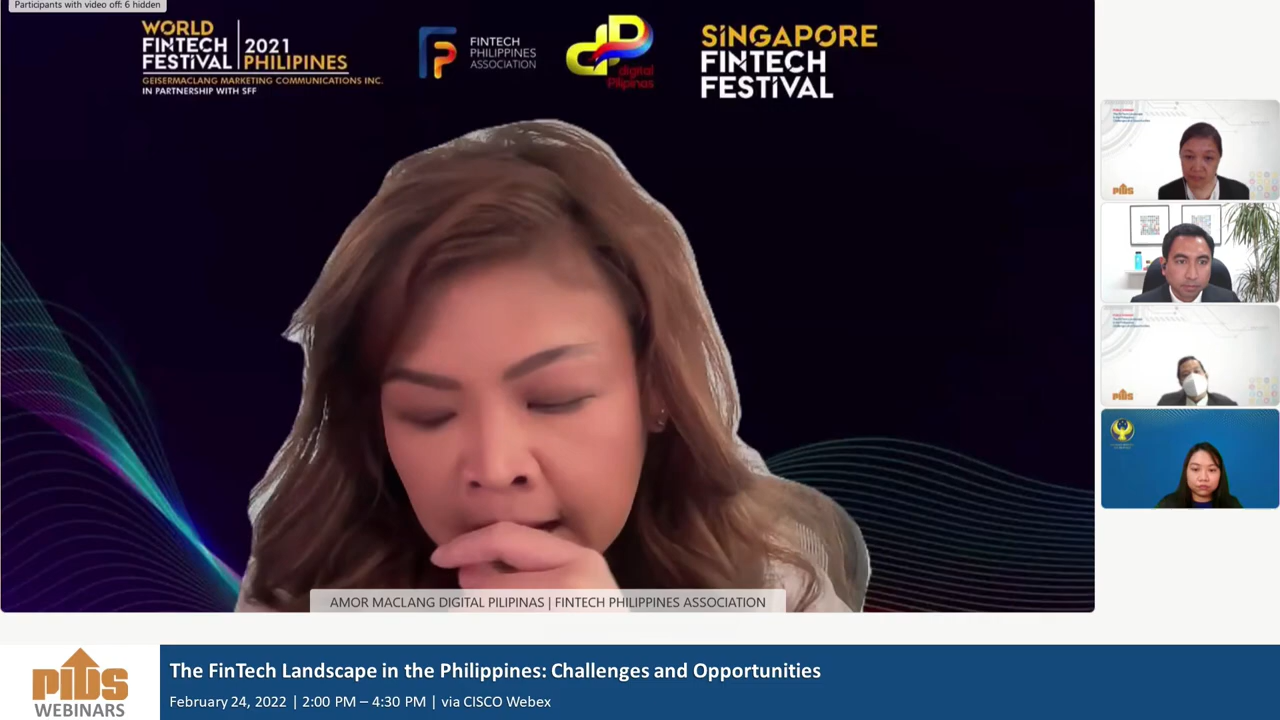 Participants with video off: 6 hidden
WORLD
FINTECH
FESTIVAL
2021
PHILIPPINES
GEISERMACLANG MARKETING COMMUNICATIONS INC.
IN PARTNERSHIP WITH SFF
FINTECH
PHILIPPINES
ASSOCIATION
digital
Pilipinas
SINGAPORE
FINTECH
FESTIVAL
PIDS
PIDS
AMOR MACLANG DIGITAL PILIPINAS | FINTECH PHILIPPINES ASSOCIATION
PIDS
WEBINARS
The FinTech Landscape in the Philippines: Challenges and Opportunities
February 24, 2022 | 2:00 PM – 4:30 PM | via CISCO Webex